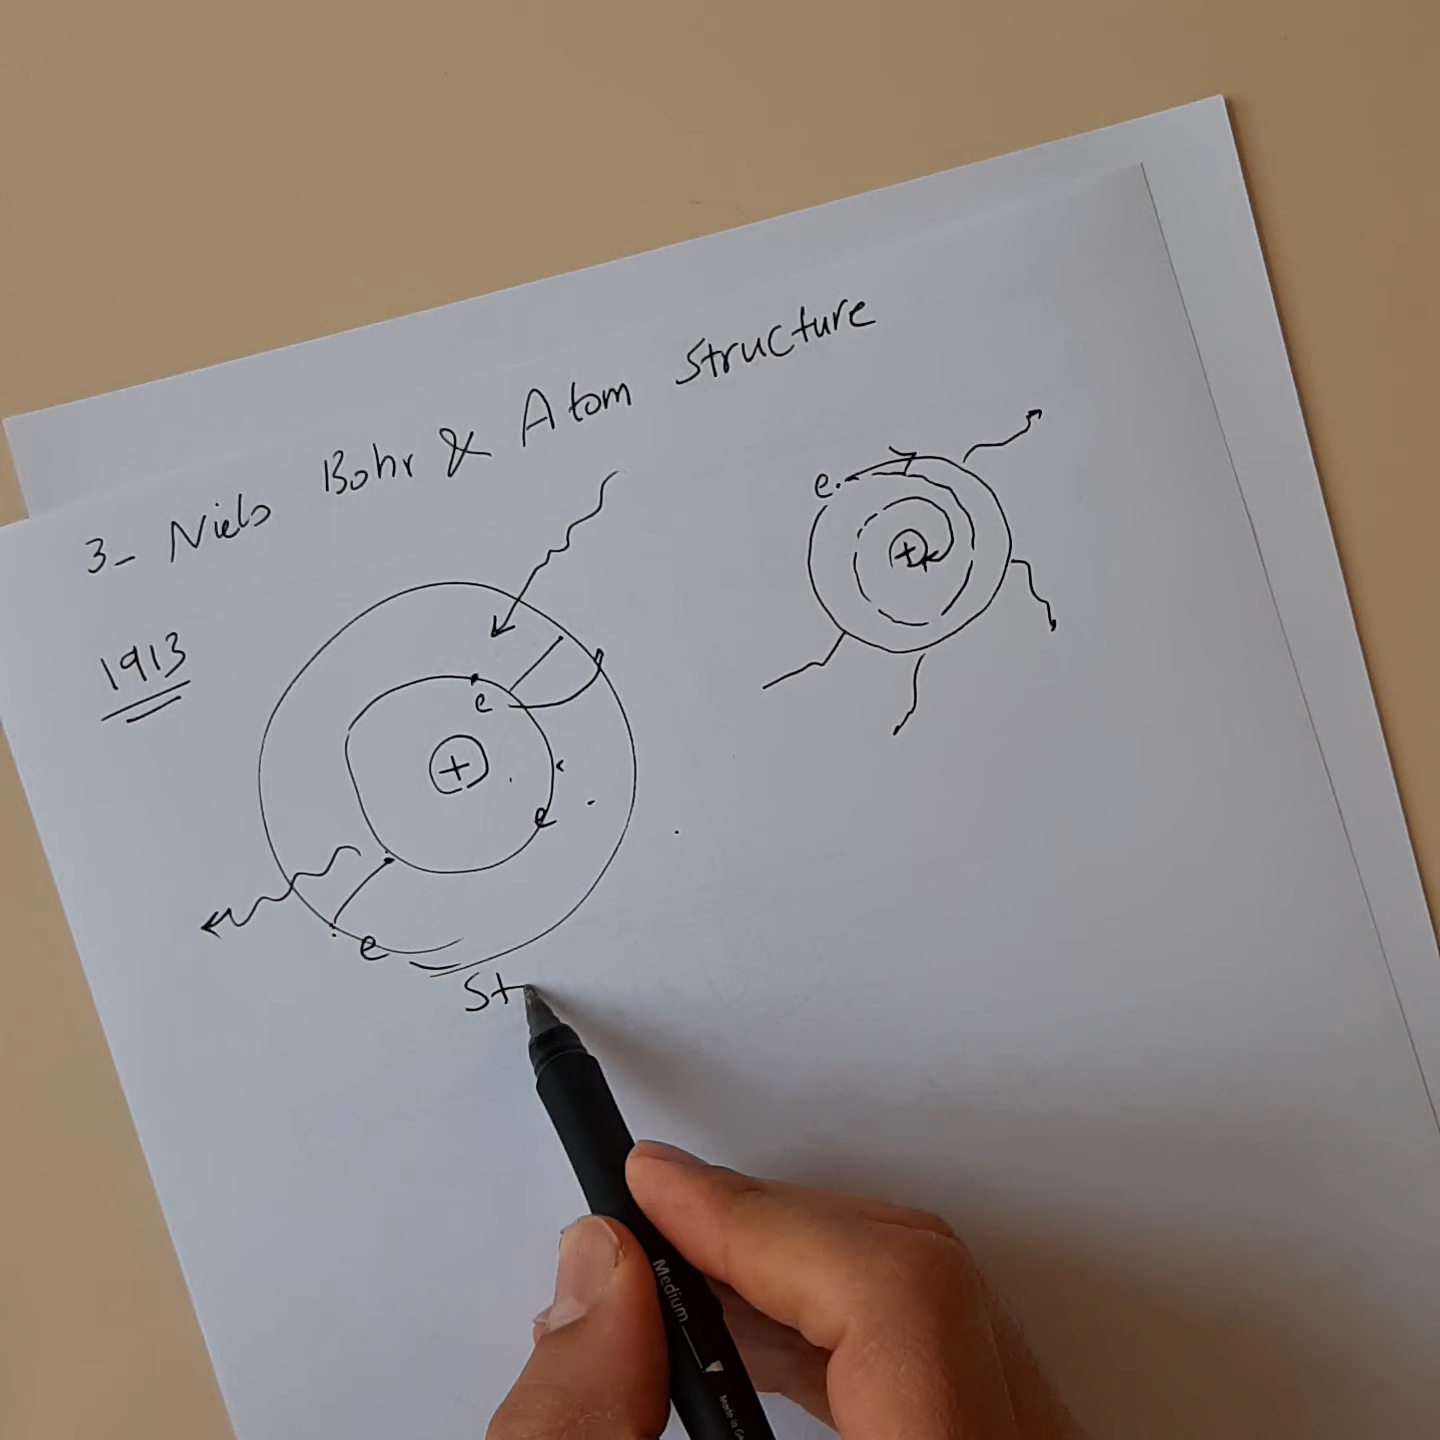 3- Niels Bohr & Atom Structure
1913
e.
+
e
+
e
e
St
Medium